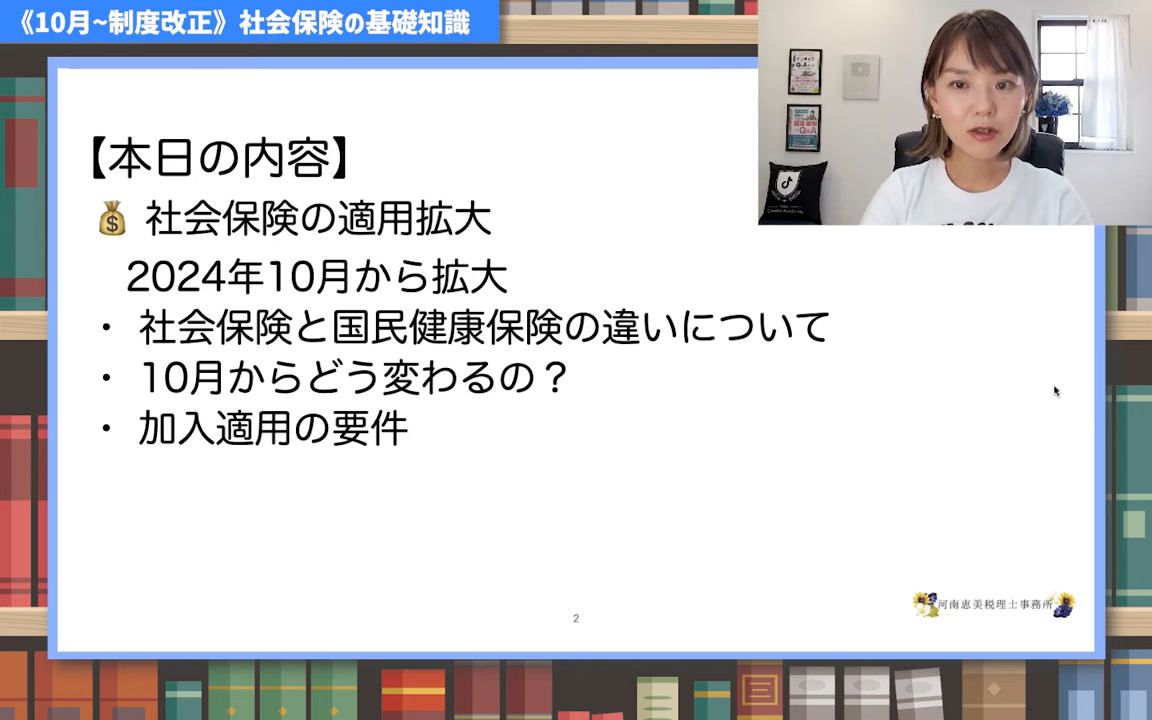 《10月~制度改正》社会保険の基礎知識
【本日の内容】
💰 社会保険の適用拡大
2024年10月から拡大
・ 社会保険と国民健康保険の違いについて
・ 10月からどう変わるの？
・ 加入適用の要件
2
河南恵美税理士事務所
Q&A
Q&A